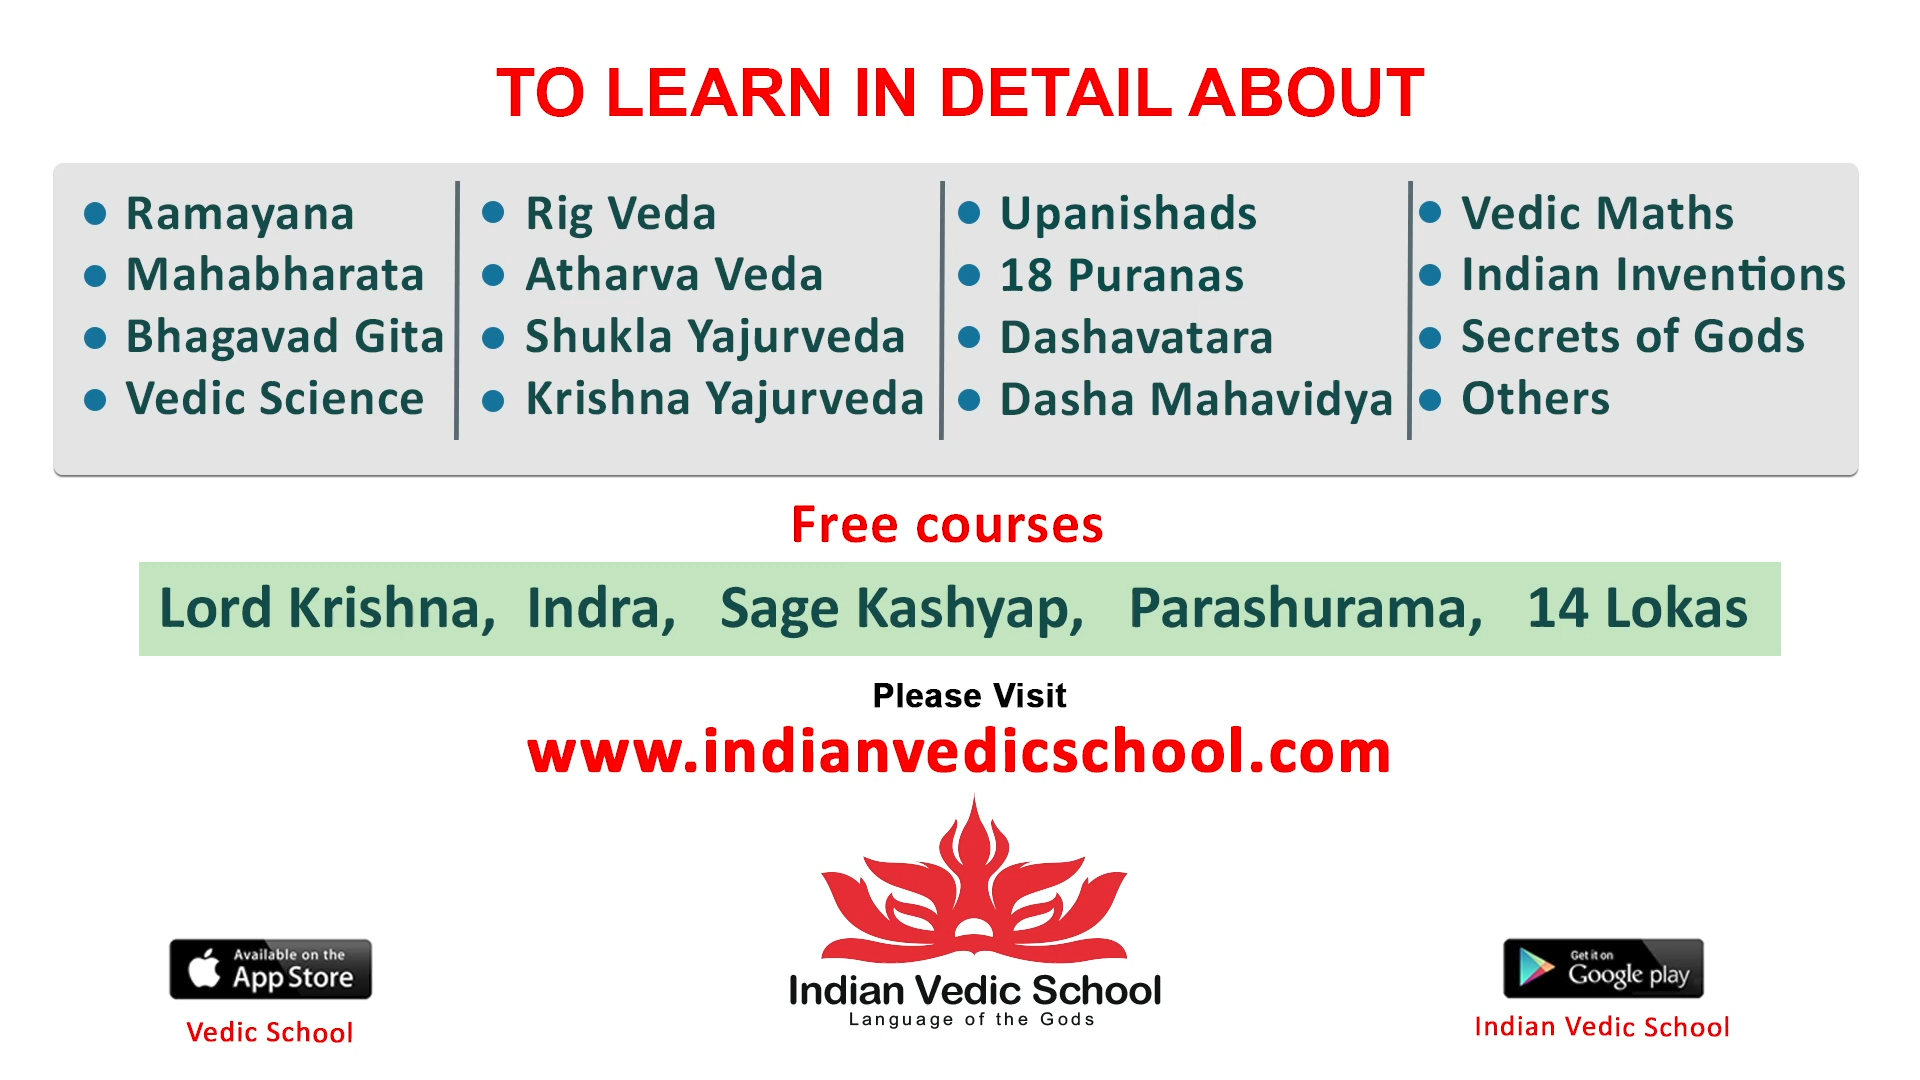 TO LEARN IN DETAIL ABOUT
Ramayana
Mahabharata
Bhagavad Gita
Vedic Science
Rig Veda
Atharva Veda
Shukla Yajurveda
Krishna Yajurveda
Upanishads
18 Puranas
Dashavatara
Dasha Mahavidya
Vedic Maths
Indian Inventions
Secrets of Gods
Others
Free courses
Lord Krishna, Indra, Sage Kashyap, Parashurama, 14 Lokas
Please Visit
www.indianvedicschool.com
Indian Vedic School
Language of the Gods
Available on the
App Store
Vedic School
Get it on
Google play
Indian Vedic School